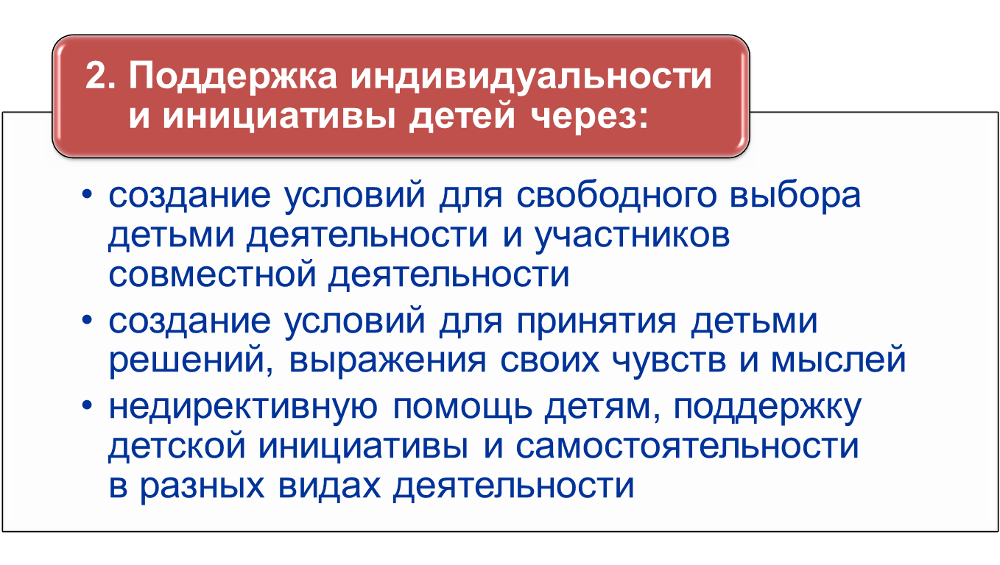 2. Поддержка индивидуальности
и инициативы детей через:
• создание условий для свободного выбора
детьми деятельности и участников
совместной деятельности
• создание условий для принятия детьми
решений, выражения своих чувств и мыслей
• недирективную помощь детям, поддержку
детской инициативы и самостоятельности
в разных видах деятельности